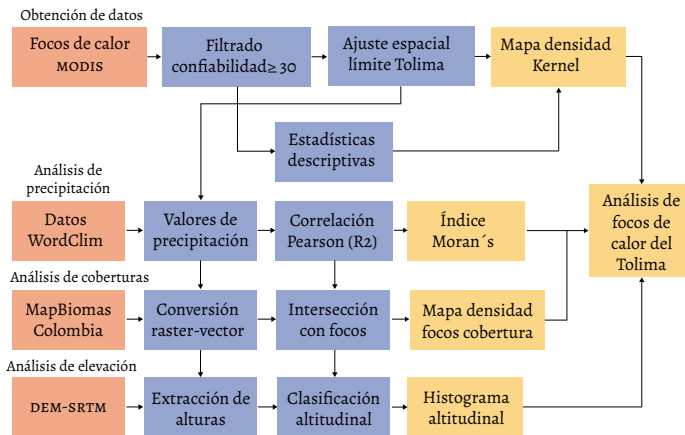 Obtención de datos
Focos de calor
MODIS
Filtrado
confiabilidad≥30
Ajuste espacial
límite Tolima
Mapa densidad
Kernel
Estadísticas
descriptivas
Análisis de
precipitación
Datos
WordClim
Valores de
precipitación
Correlación
Pearson (R2)
Índice
Moran´s
Análisis de
focos de
calor del
Tolima
Análisis de coberturas
MapBiomas
Colombia
Conversión
raster-vector
Intersección
con focos
Mapa densidad
focos cobertura
Análisis de elevación
DEM-SRTM
Extracción de
alturas
Clasificación
altitudinal
Histograma
altitudinal